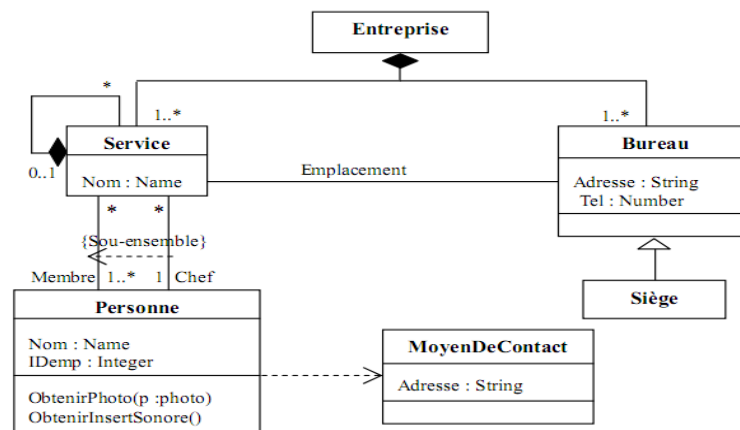 Entreprise
*
1..*
1..*
Service
Bureau
0..1
Nom : Name
Emplacement
Adresse : String
Tel : Number
*
*
{Sou-ensemble}
Membre
1..*
1
Chef
Siège
Personne
Nom : Name
IDemp : Integer
MoyenDeContact
Adresse : String
ObtenirPhoto(p :photo)
ObtenirInsertSonore()